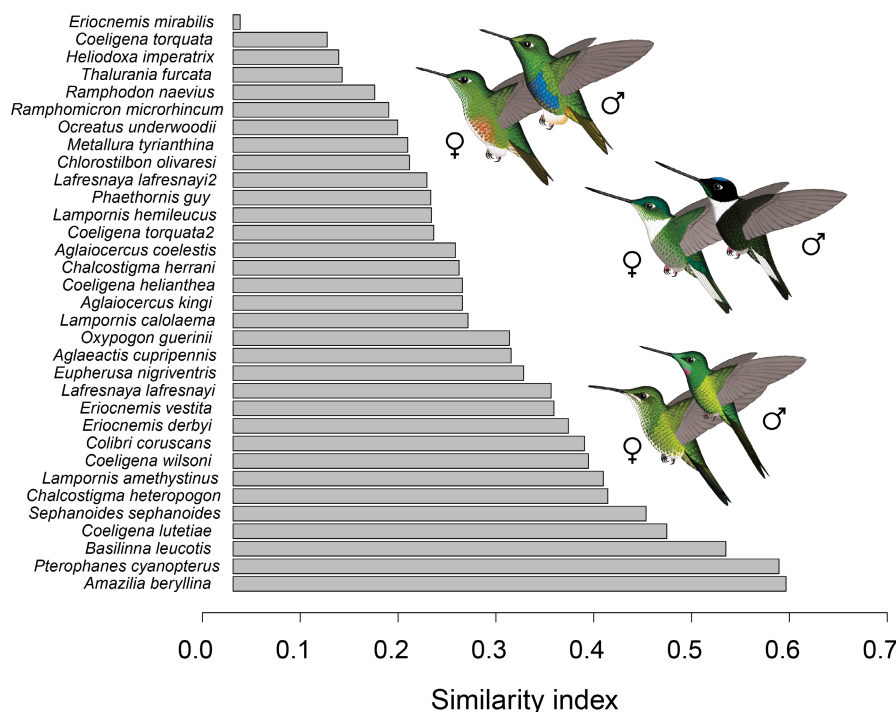 Eriocnemis mirabilis
Coeligena torquata
Heliodoxa imperatrix
Thalurania furcata
Ramphodon naevius
Ramphomicron microrhincum
Ocreatus underwoodii
Metallura tyrianthina
Chlorostilbon olivaresi
Lafresnaya lafresnayi2
Phaethornis guy
Lampornis hemileucus
Coeligena torquata2
Aglaiocercus coelestis
Chalcostigma herrani
Coeligena helianthea
Aglaiocercus kingi
Lampornis calolaema
Oxypogon guerinii
Aglaeactis cupripennis
Eupherusa nigriventris
Lafresnaya lafresnayi
Eriocnemis vestita
Eriocnemis derbyi
Colibri coruscans
Coeligena wilsoni
Lampornis amethystinus
Chalcostigma heteropogon
Sephanoides sephanoides
Coeligena lutetiae
Basilinna leucotis
Pterophanes cyanopterus
Amazilia beryllina
♀ ♂
♀ ♂
♀ ♂
0.0 0.1 0.2 0.3 0.4 0.5 0.6 0.7
Similarity index